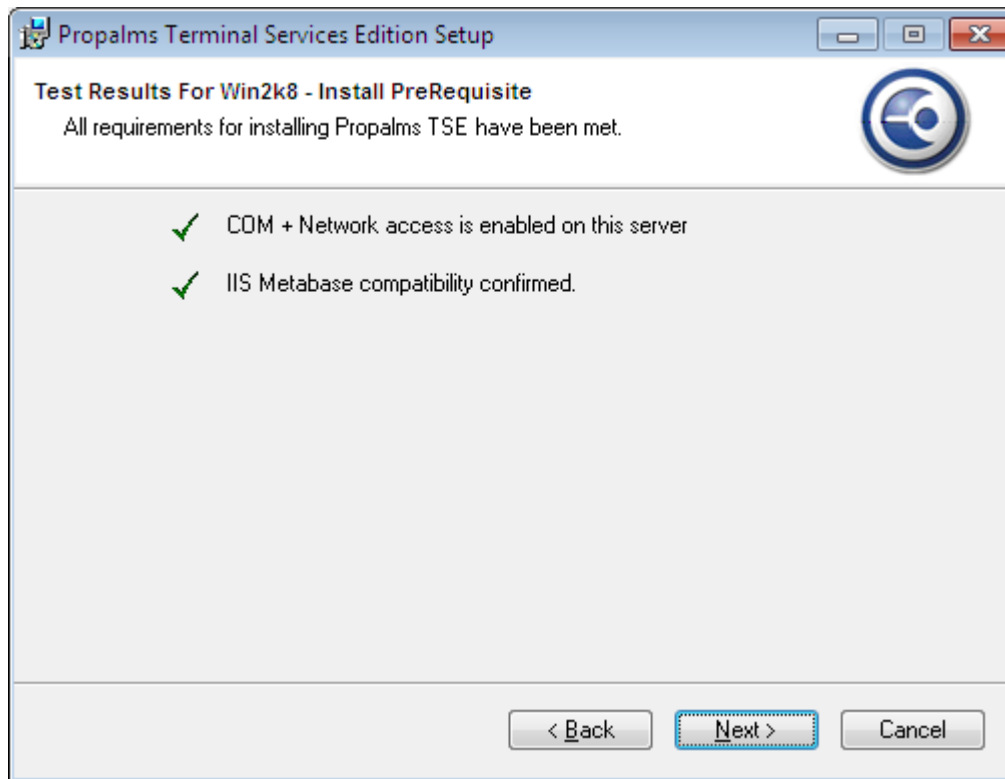 Propalms Terminal Services Edition Setup
Test Results For Win2k8 - Install PreRequisite
All requirements for installing Propalms TSE have been met.
COM + Network access is enabled on this server
IIS Metabase compatibility confirmed.
< Back
Next >
Cancel